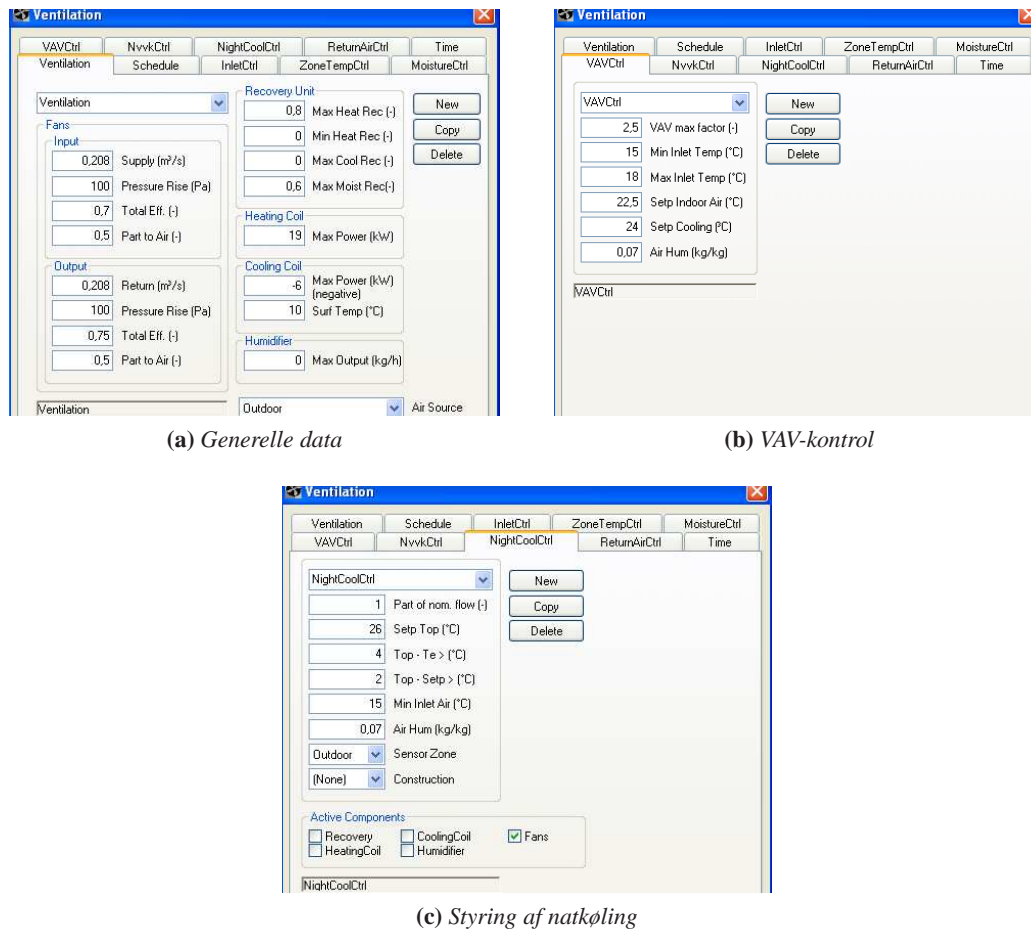 Ventilation
VAVCtrl NvvkCtrl NightCoolCtrl ReturnAirCtrl Time
Ventilation Schedule InletCtrl ZoneTempCtrl MoistureCtrl
Ventilation
Fans
Input
0,208 Supply (m³/s)
100 Pressure Rise (Pa)
0,7 Total Eff. (-)
0,5 Part to Air (-)
Output
0,208 Return (m³/s)
100 Pressure Rise (Pa)
0,75 Total Eff. (-)
0,5 Part to Air (-)
Ventilation
Recovery Unit
0,8 Max Heat Rec (-)
0 Min Heat Rec (-)
0 Max Cool Rec (-)
0,6 Max Moist Rec(-)
Heating Coil
19 Max Power (kW)
Cooling Coil
-6 Max Power (kW)
(negative)
10 Surf Temp (°C)
Humidifier
0 Max Output (kg/h)
Outdoor Air Source
New
Copy
Delete
(a) Generelle data
Ventilation
Ventilation Schedule InletCtrl ZoneTempCtrl MoistureCtrl
VAVCtrl NvvkCtrl NightCoolCtrl ReturnAirCtrl Time
VAVCtrl
2,5 VAV max factor (-)
15 Min Inlet Temp (°C)
18 Max Inlet Temp (°C)
22,5 Setp Indoor Air (°C)
24 Setp Cooling (ºC)
0,07 Air Hum (kg/kg)
VAVCtrl
New
Copy
Delete
(b) VAV-kontrol
Ventilation
Ventilation Schedule InletCtrl ZoneTempCtrl MoistureCtrl
VAVCtrl NvvkCtrl NightCoolCtrl ReturnAirCtrl Time
NightCoolCtrl
1 Part of nom. flow (-)
26 Setp Top (°C)
4 Top - Te > (°C)
2 Top - Setp > (°C)
15 Min Inlet Air (°C)
0,07 Air Hum (kg/kg)
Outdoor Sensor Zone
(None) Construction
New
Copy
Delete
Active Components
Recovery CoolingCoil Fans
HeatingCoil Humidifier
NightCoolCtrl
(c) Styring af natkøling